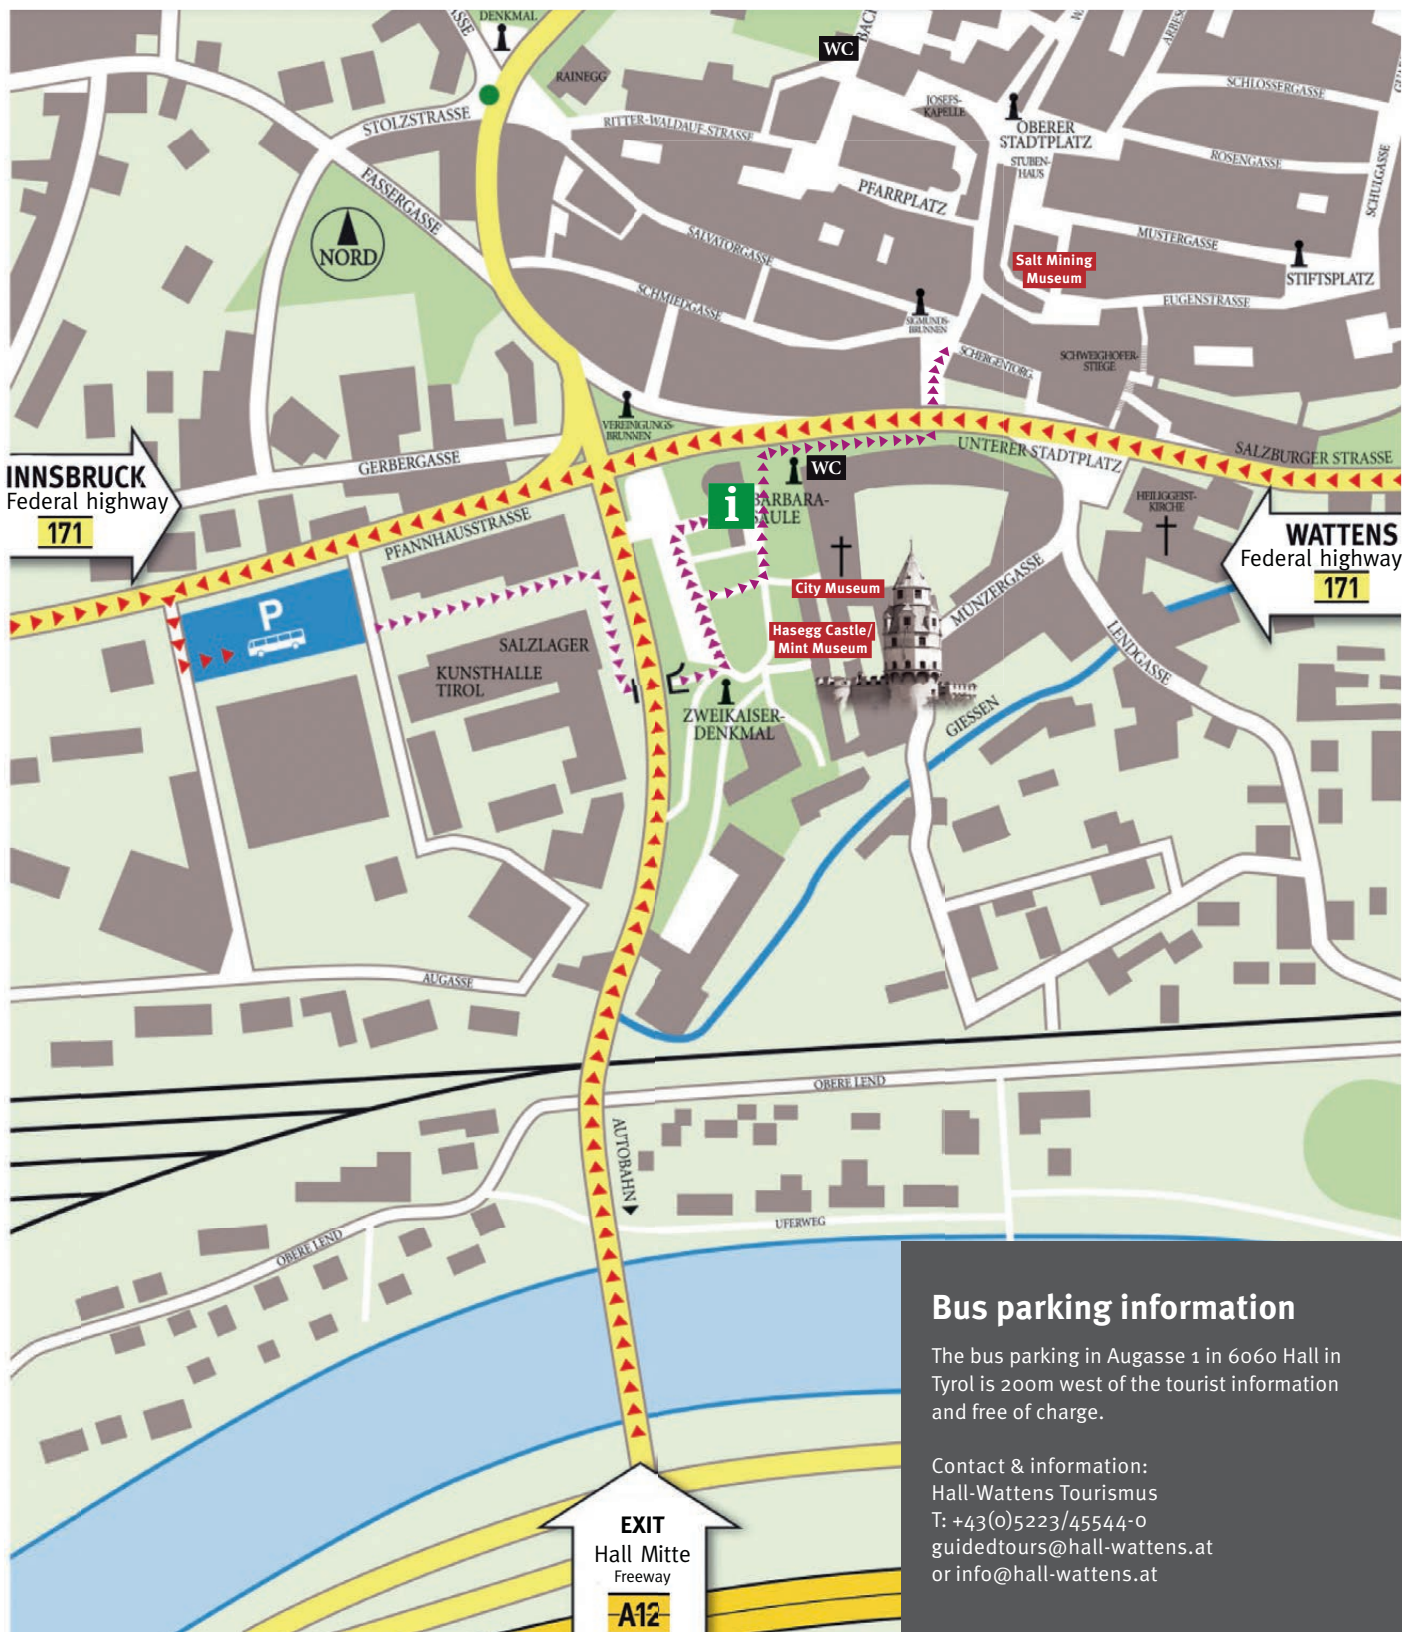 DENKMAL
WC
RAINEGG
STOLZSTRASSE
RITTER-WALDAUF-STRASSE
JOSEFS-
KAPELLE
OBERER
STADTPLATZ
STUBEN-
HAUS
SCHLOSSERGASSE
ROSENGASSE
SCHULGASSE
FASSERGASSE
NORD
PFARRPLATZ
SALVATORGASSE
SCHMIEDGASSE
MUSTERGASSE
STIFTSPLATZ
Salt Mining
Museum
EUGENSTRASSE
SIGMUNDS-
BRUNNEN
SCHERGENTORG.
SCHWEIGHOFER-
STIEGE
VEREINIGUNGS-
BRUNNEN
GERBERGASSE
UNTERER STADTPLATZ
SALZBURGER STRASSE
INNSBRUCK
Federal highway
171
PFANNHAUSSTRASSE
WC
i
BARBARA-
SÄULE
HEILIGGEIST-
KIRCHE
WATTENS
Federal highway
171
City Museum
MÜNZERGASSE
P
SALZLAGER
KUNSTHALLE
TIROL
Hasegg Castle/
Mint Museum
LENDGASSE
ZWEIKAISER-
DENKMAL
GIESSEN
AUGASSE
OBERE LEND
AUTOBAHN
UFERWEG
OBERE LEND
Bus parking information
The bus parking in Augasse 1 in 6060 Hall in
Tyrol is 200m west of the tourist information
and free of charge.
Contact & information:
Hall-Wattens Tourismus
T: +43(0)5223/45544-0
guidedtours@hall-wattens.at
or info@hall-wattens.at
EXIT
Hall Mitte
Freeway
A12